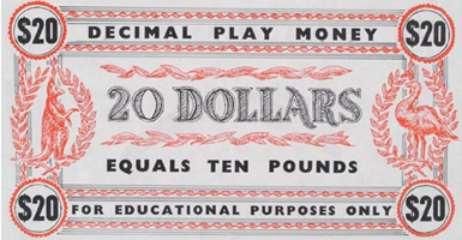 $20 DECIMAL PLAY MONEY $20
20 DOLLARS
EQUALS TEN POUNDS
$20 FOR EDUCATIONAL PURPOSES ONLY $20